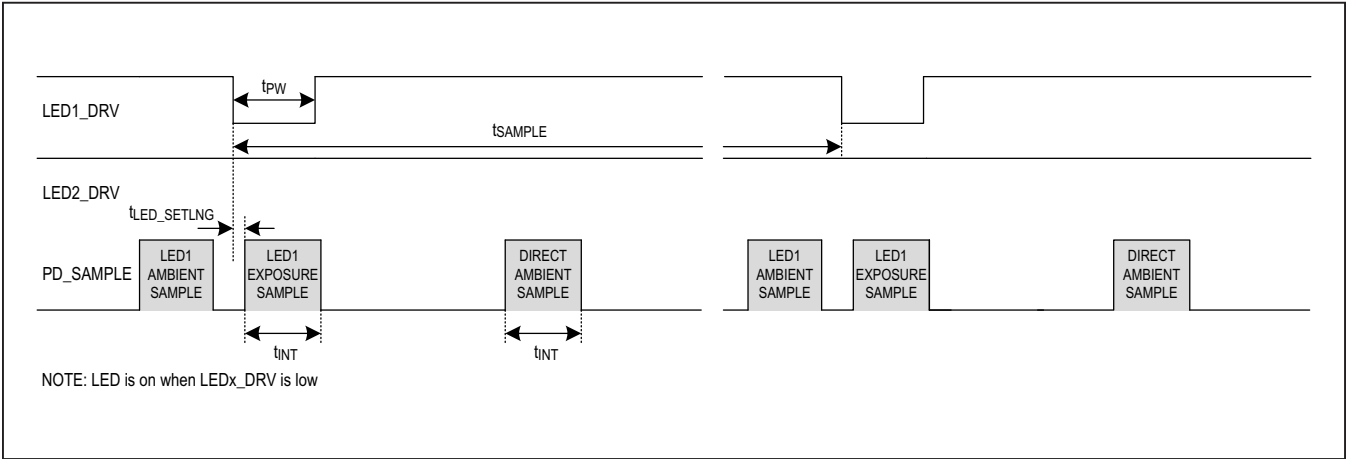 tPW
LED1_DRV
tSAMPLE
LED2_DRV
tLED_SETLNG
PD_SAMPLE
LED1
AMBIENT
SAMPLE
LED1
EXPOSURE
SAMPLE
DIRECT
AMBIENT
SAMPLE
LED1
AMBIENT
SAMPLE
LED1
EXPOSURE
SAMPLE
DIRECT
AMBIENT
SAMPLE
tINT
tINT
NOTE: LED is on when LEDx_DRV is low